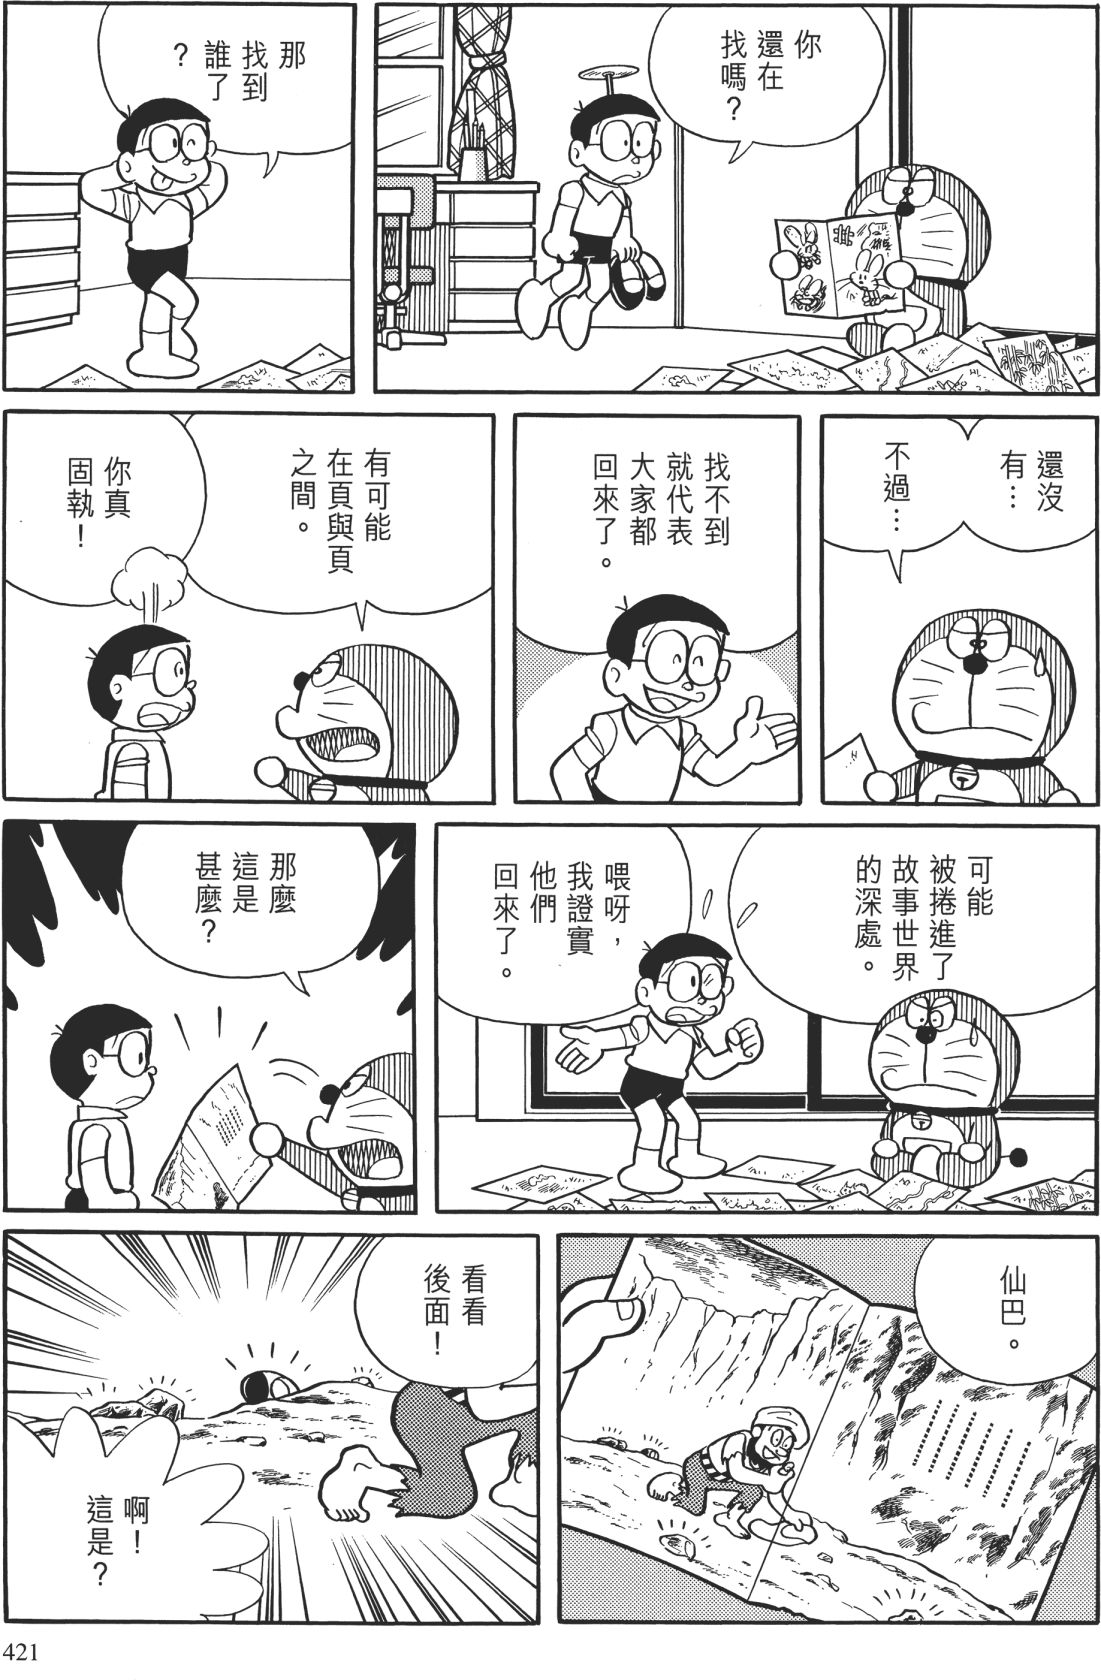 你
還在
找嗎？
那
找到
誰了
？
還沒
有…
不過…
找不到
就代表
大家都
回來了。
有可能
在頁與頁
之間。
你真
固執！
可能
被捲進了
故事世界
的深處。
喂呀，
我證實
他們
回來了。
那麼
這是
甚麼？
仙巴。
看看
後面！
啊！
這是？
421